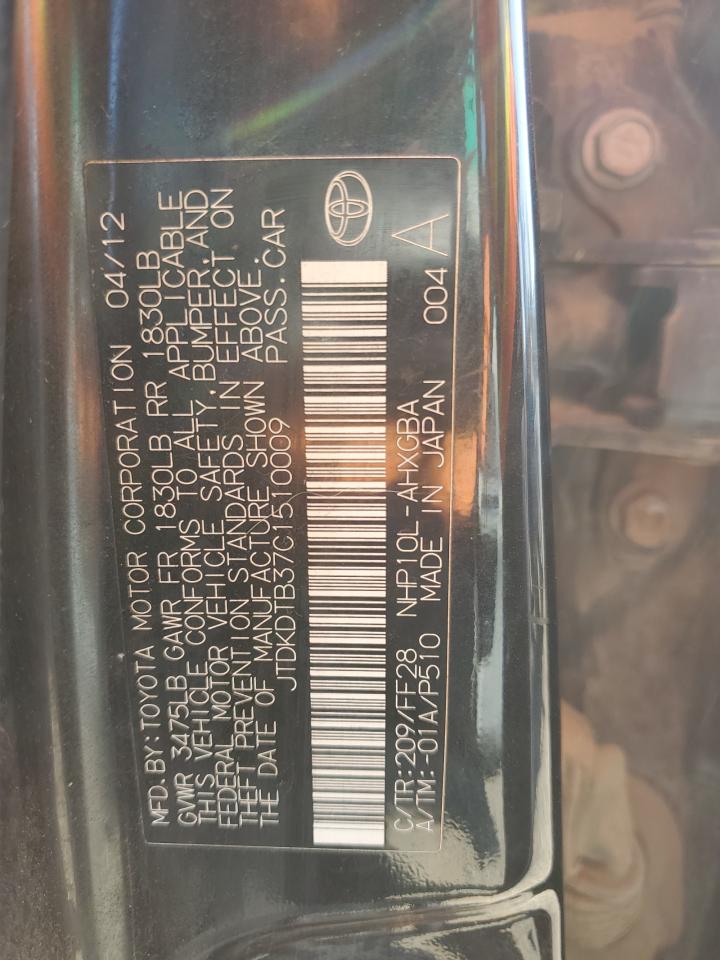 MFD.BY:TOYOTA MOTOR CORPORATION 04/12
GVWR 3475LB GAWR FR 1830LB RR 1830LB
THIS VEHICLE CONFORMS TO ALL APPLICABLE
FEDERAL MOTOR VEHICLE SAFETY,BUMPER,AND
THEFT PREVENTION STANDARDS IN EFFECT ON
THE DATE OF MANUFACTURE SHOWN ABOVE.
JTDKDTB37C1510009 PASS.CAR
C/TR:209/FF28 NHP10L-AHXGBA 004 A
A/TM:-01A/P510 MADE IN JAPAN